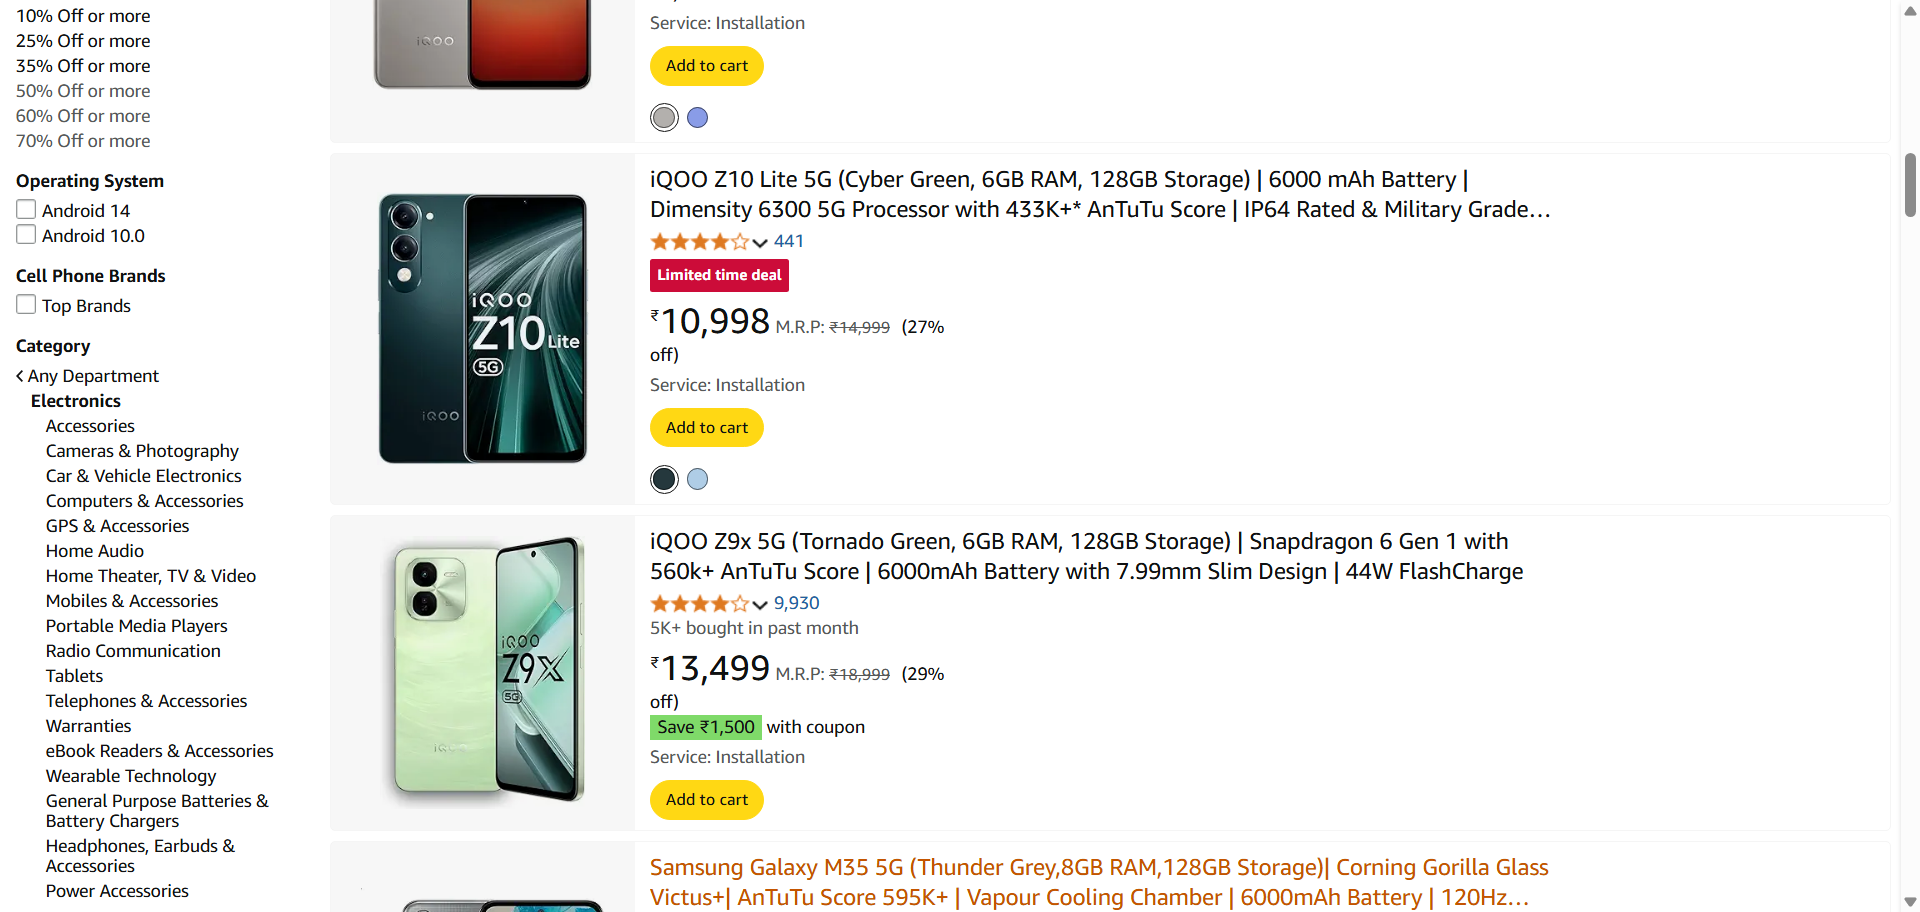 10% Off or more
25% Off or more
35% Off or more
50% Off or more
60% Off or more
70% Off or more
Operating System
Android 14
Android 10.0
Cell Phone Brands
Top Brands
Category
Any Department
Electronics
Accessories
Cameras & Photography
Car & Vehicle Electronics
Computers & Accessories
GPS & Accessories
Home Audio
Home Theater, TV & Video
Mobiles & Accessories
Portable Media Players
Radio Communication
Tablets
Telephones & Accessories
Warranties
eBook Readers & Accessories
Wearable Technology
General Purpose Batteries &
Battery Chargers
Headphones, Earbuds &
Accessories
Power Accessories
iQOO
Service: Installation
Add to cart
iQOO
Z10 Lite
5G
iQOO
iQOO Z10 Lite 5G (Cyber Green, 6GB RAM, 128GB Storage) | 6000 mAh Battery |
Dimensity 6300 5G Processor with 433K+* AnTuTu Score | IP64 Rated & Military Grade…
441
Limited time deal
₹10,998 M.R.P: ₹14,999 (27%
off)
Service: Installation
Add to cart
iQOO
Z9X
5G
iQOO
iQOO Z9x 5G (Tornado Green, 6GB RAM, 128GB Storage) | Snapdragon 6 Gen 1 with
560k+ AnTuTu Score | 6000mAh Battery with 7.99mm Slim Design | 44W FlashCharge
9,930
5K+ bought in past month
₹13,499 M.R.P: ₹18,999 (29%
off)
Save ₹1,500 with coupon
Service: Installation
Add to cart
Samsung Galaxy M35 5G (Thunder Grey,8GB RAM,128GB Storage)| Corning Gorilla Glass
Victus+| AnTuTu Score 595K+ | Vapour Cooling Chamber | 6000mAh Battery | 120Hz…